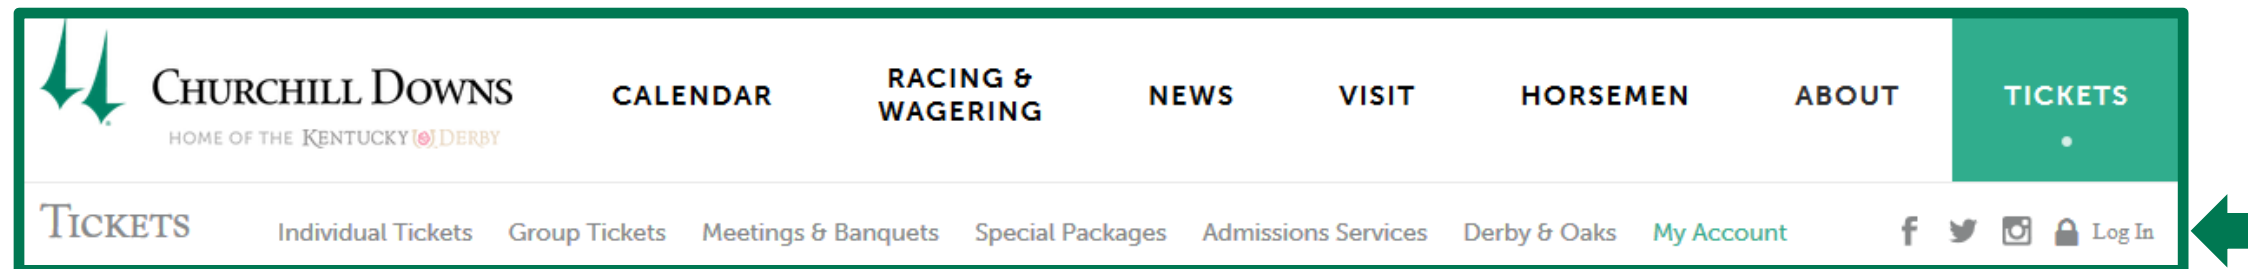 CHURCHILL DOWNS
HOME OF THE KENTUCKY DERBY
CALENDAR
RACING &
WAGERING
NEWS
VISIT
HORSEMEN
ABOUT
TICKETS
TICKETS
Individual Tickets
Group Tickets
Meetings & Banquets
Special Packages
Admissions Services
Derby & Oaks
My Account
Log In